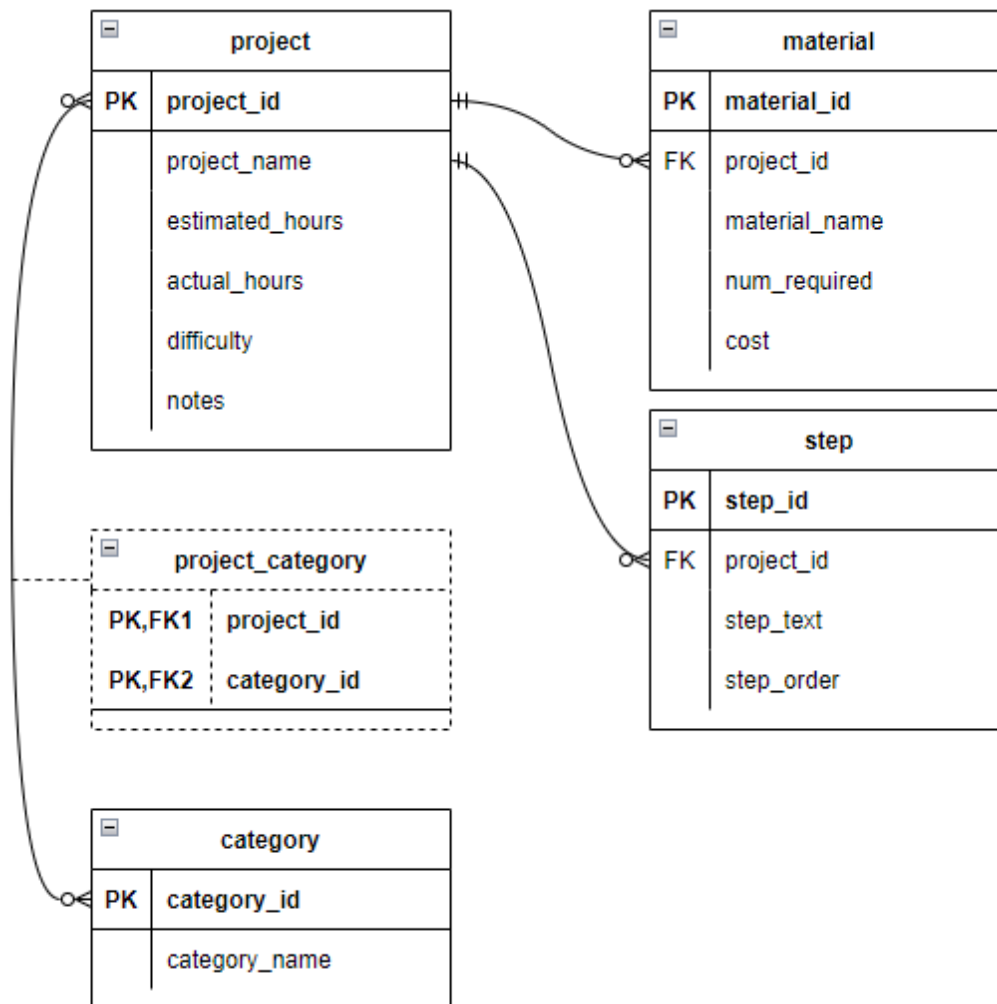 project
PK project_id
project_name
estimated_hours
actual_hours
difficulty
notes
material
PK material_id
FK project_id
material_name
num_required
cost
step
PK step_id
FK project_id
step_text
step_order
project_category
PK,FK1 project_id
PK,FK2 category_id
category
PK category_id
category_name